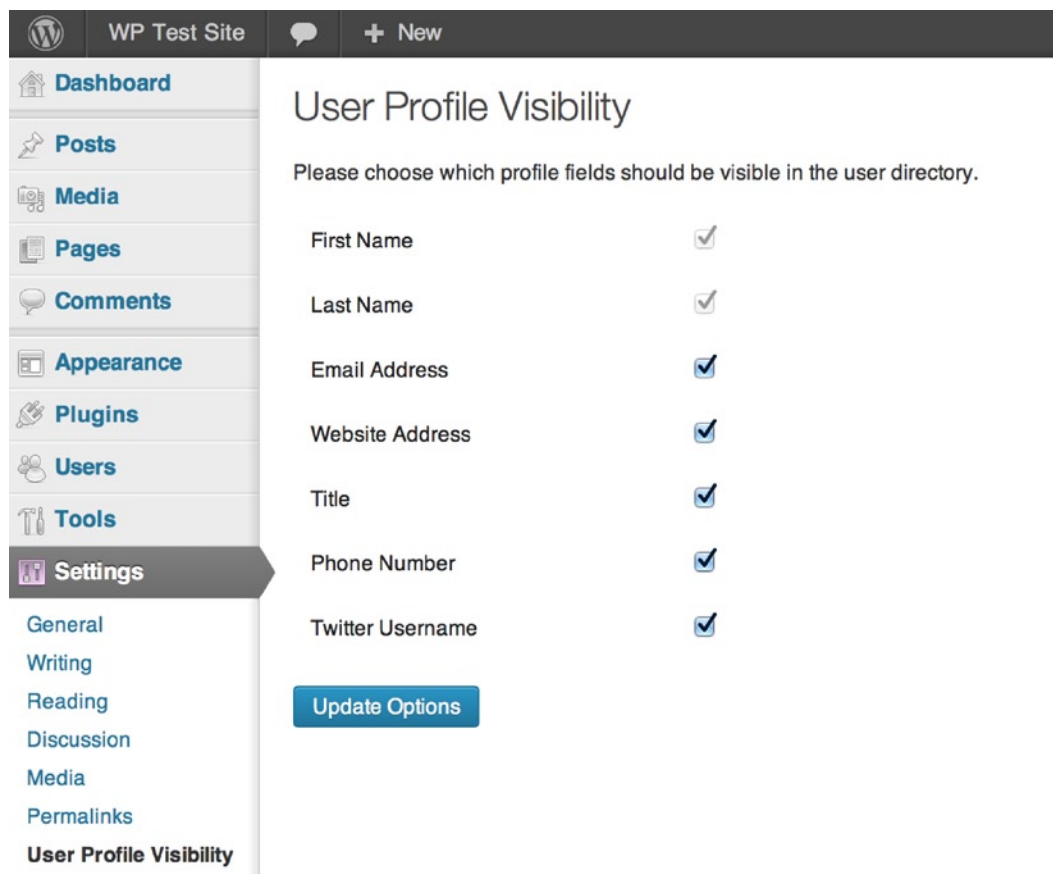 WP Test Site
New
Dashboard
Posts
Media
Pages
Comments
Appearance
Plugins
Users
Tools
Settings
General
Writing
Reading
Discussion
Media
Permalinks
User Profile Visibility
User Profile Visibility
Please choose which profile fields should be visible in the user directory.
First Name
Last Name
Email Address
Website Address
Title
Phone Number
Twitter Username
Update Options